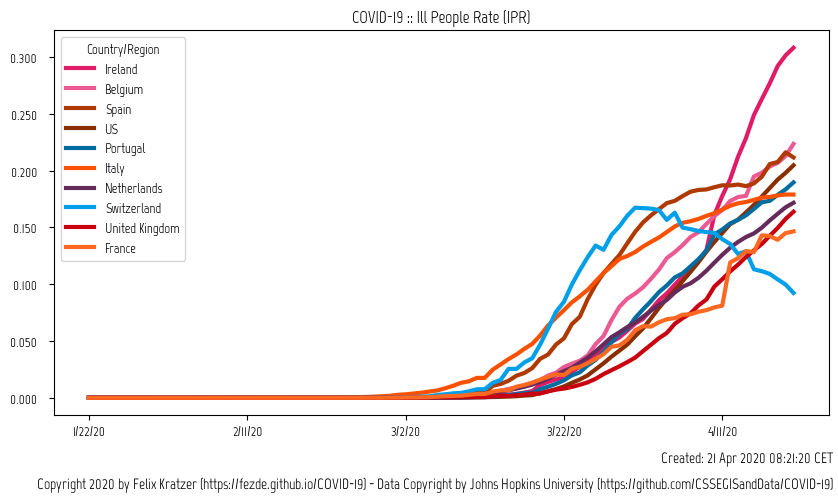 COVID-19 :: Ill People Rate (IPR)
Country/Region
Ireland
Belgium
Spain
US
Portugal
Italy
Netherlands
Switzerland
United Kingdom
France
0.300
0.250
0.200
0.150
0.100
0.050
0.000
1/22/20 2/11/20 3/2/20 3/22/20 4/11/20
Created: 21 Apr 2020 08:21:20 CET
Copyright 2020 by Felix Kratzer (https://fezde.github.io/COVID-19) - Data Copyright by Johns Hopkins University (https://github.com/CSSEGISandData/COVID-19)